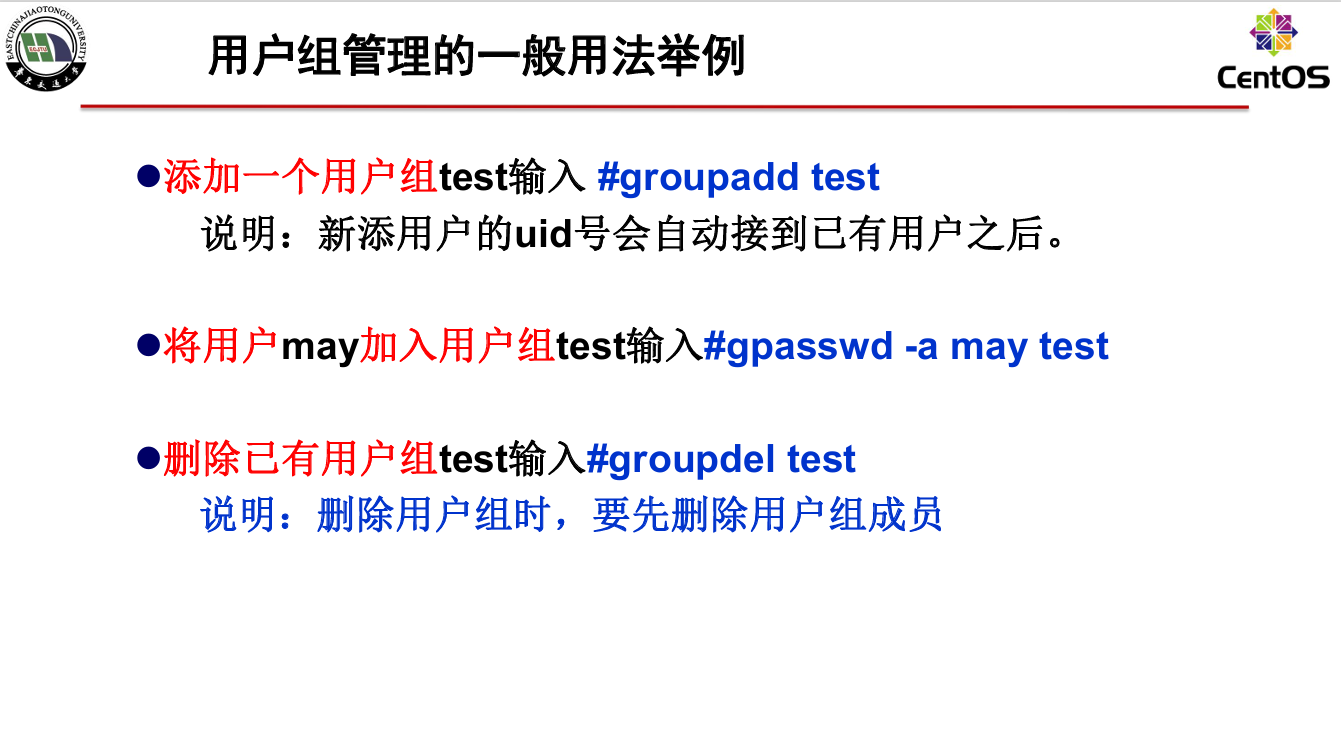 EASTCHINAJIAOTONGUNIVERSITY
ECJTU
华东交通大学
用户组管理的一般用法举例
CentOS
●添加一个用户组test输入 #groupadd test
说明：新添用户的uid号会自动接到已有用户之后。
●将用户may加入用户组test输入#gpasswd -a may test
●删除已有用户组test输入#groupdel test
说明：删除用户组时，要先删除用户组成员